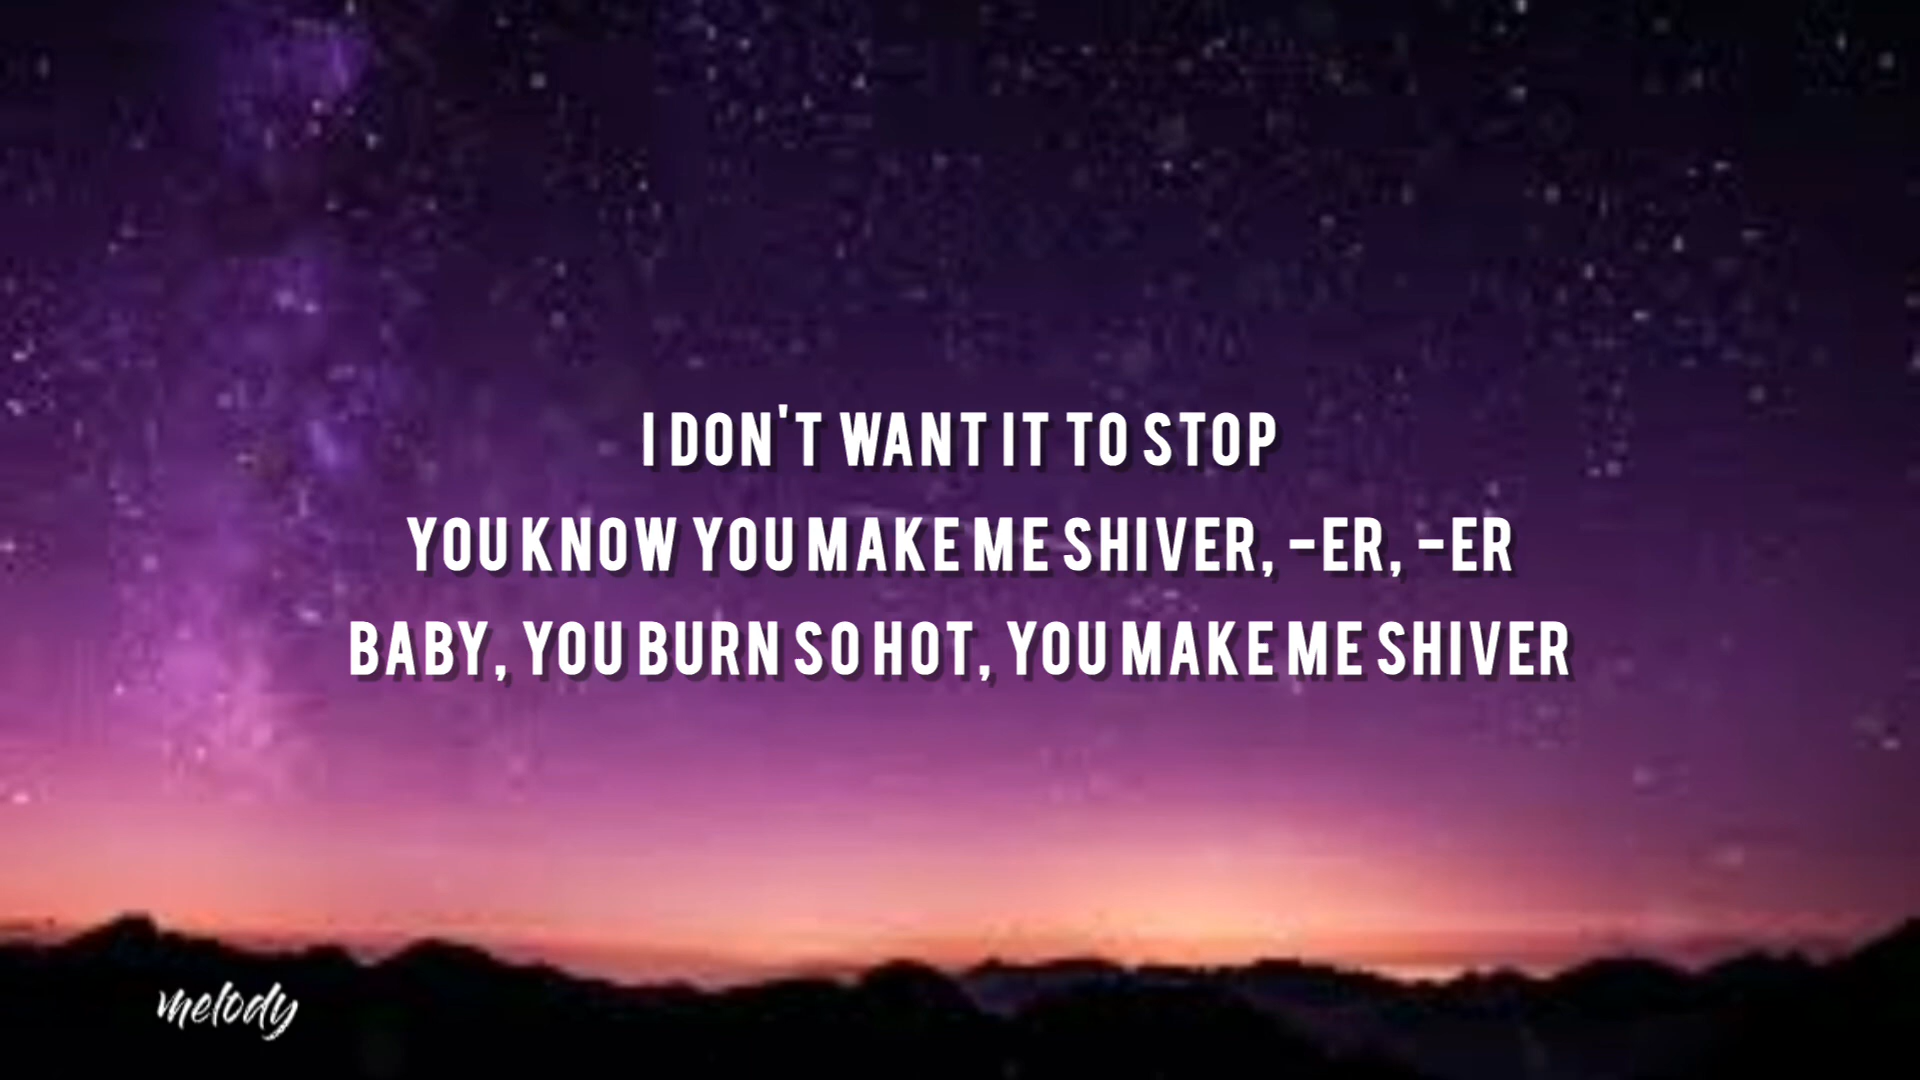 I DON'T WANT IT TO STOP
YOU KNOW YOU MAKE ME SHIVER, -ER, -ER
BABY, YOU BURN SO HOT, YOU MAKE ME SHIVER
melody